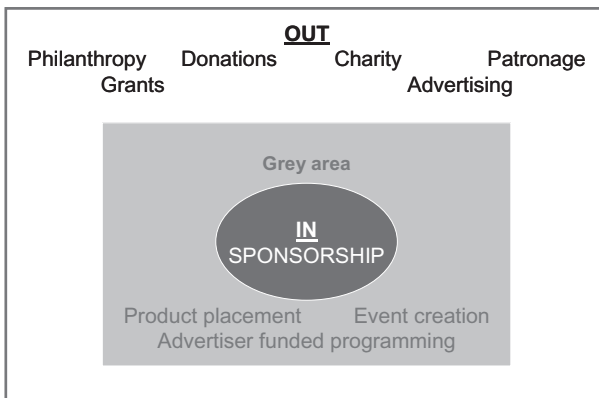 OUT
Philanthropy Donations Charity Patronage
Grants Advertising
Grey area
IN
SPONSORSHIP
Product placement Event creation
Advertiser funded programming